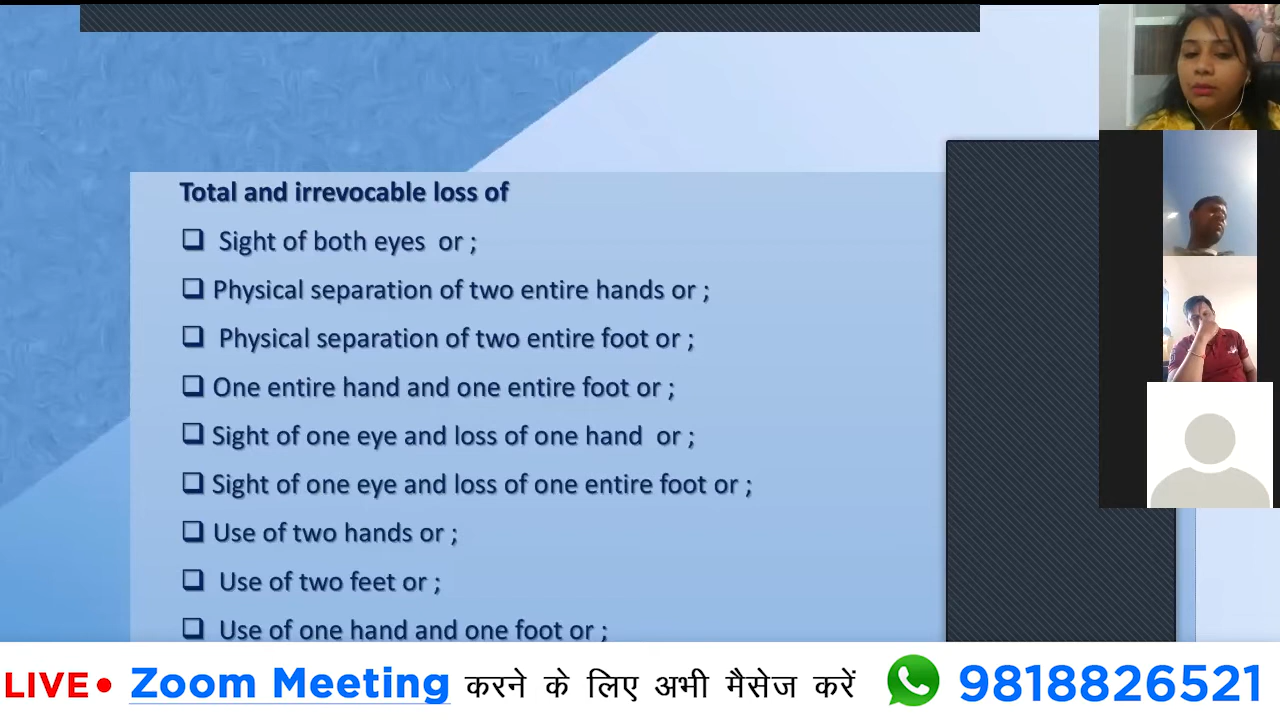 Total and irrevocable loss of
Sight of both eyes or ;
Physical separation of two entire hands or ;
Physical separation of two entire foot or ;
One entire hand and one entire foot or ;
Sight of one eye and loss of one hand or ;
Sight of one eye and loss of one entire foot or ;
Use of two hands or ;
Use of two feet or ;
Use of one hand and one foot or ;
LIVE Zoom Meeting करने के लिए अभी मैसेज करें 9818826521